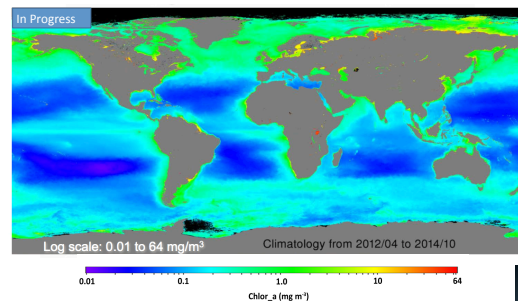 In Progress
Log scale: 0.01 to 64 mg/m³
Climatology from 2012/04 to 2014/10
0.01 0.1 1.0 10 64
Chlor_a (mg m⁻³)